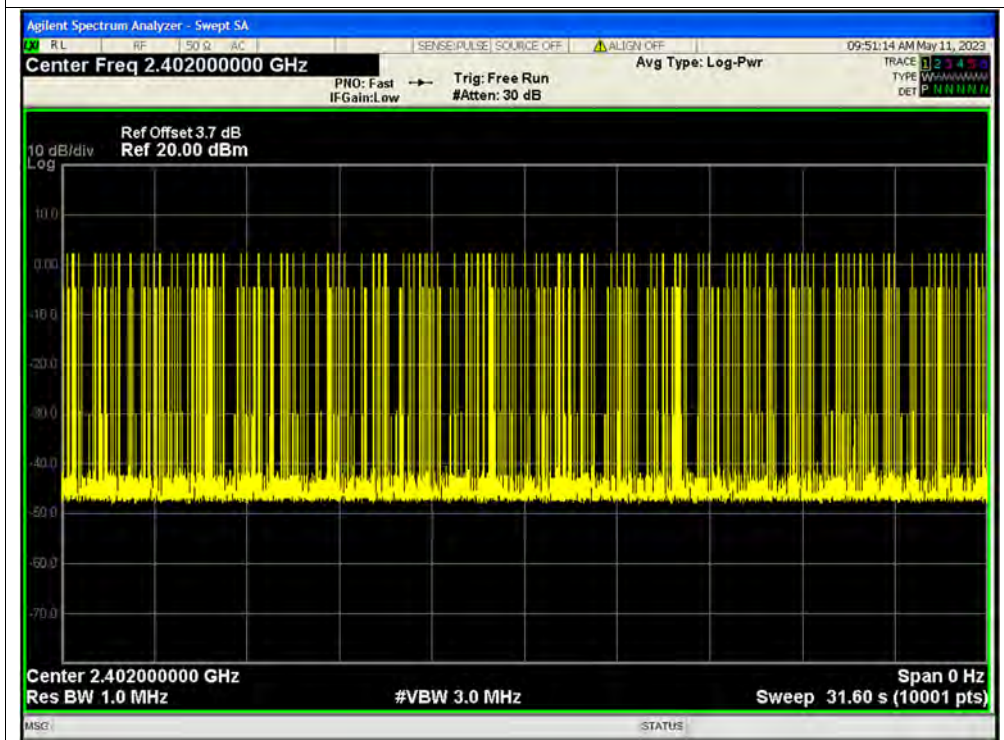 Agilent Spectrum Analyzer - Swept SA
LXI RL RF 50 Ω AC SENSE:PULSE SOURCE OFF ALIGN OFF 09:51:14 AM May 11, 2023
Center Freq 2.402000000 GHz Avg Type: Log-Pwr TRACE 1 2 3 4 5 6
PNO: Fast Trig: Free Run TYPE W
IFGain:Low #Atten: 30 dB DET P N N N N N
Ref Offset 3.7 dB
10 dB/div Ref 20.00 dBm
Log
10.0
0.00
-10.0
-20.0
-30.0
-40.0
-50.0
-60.0
-70.0
Center 2.402000000 GHz Span 0 Hz
Res BW 1.0 MHz #VBW 3.0 MHz Sweep 31.60 s (10001 pts)
MSG STATUS